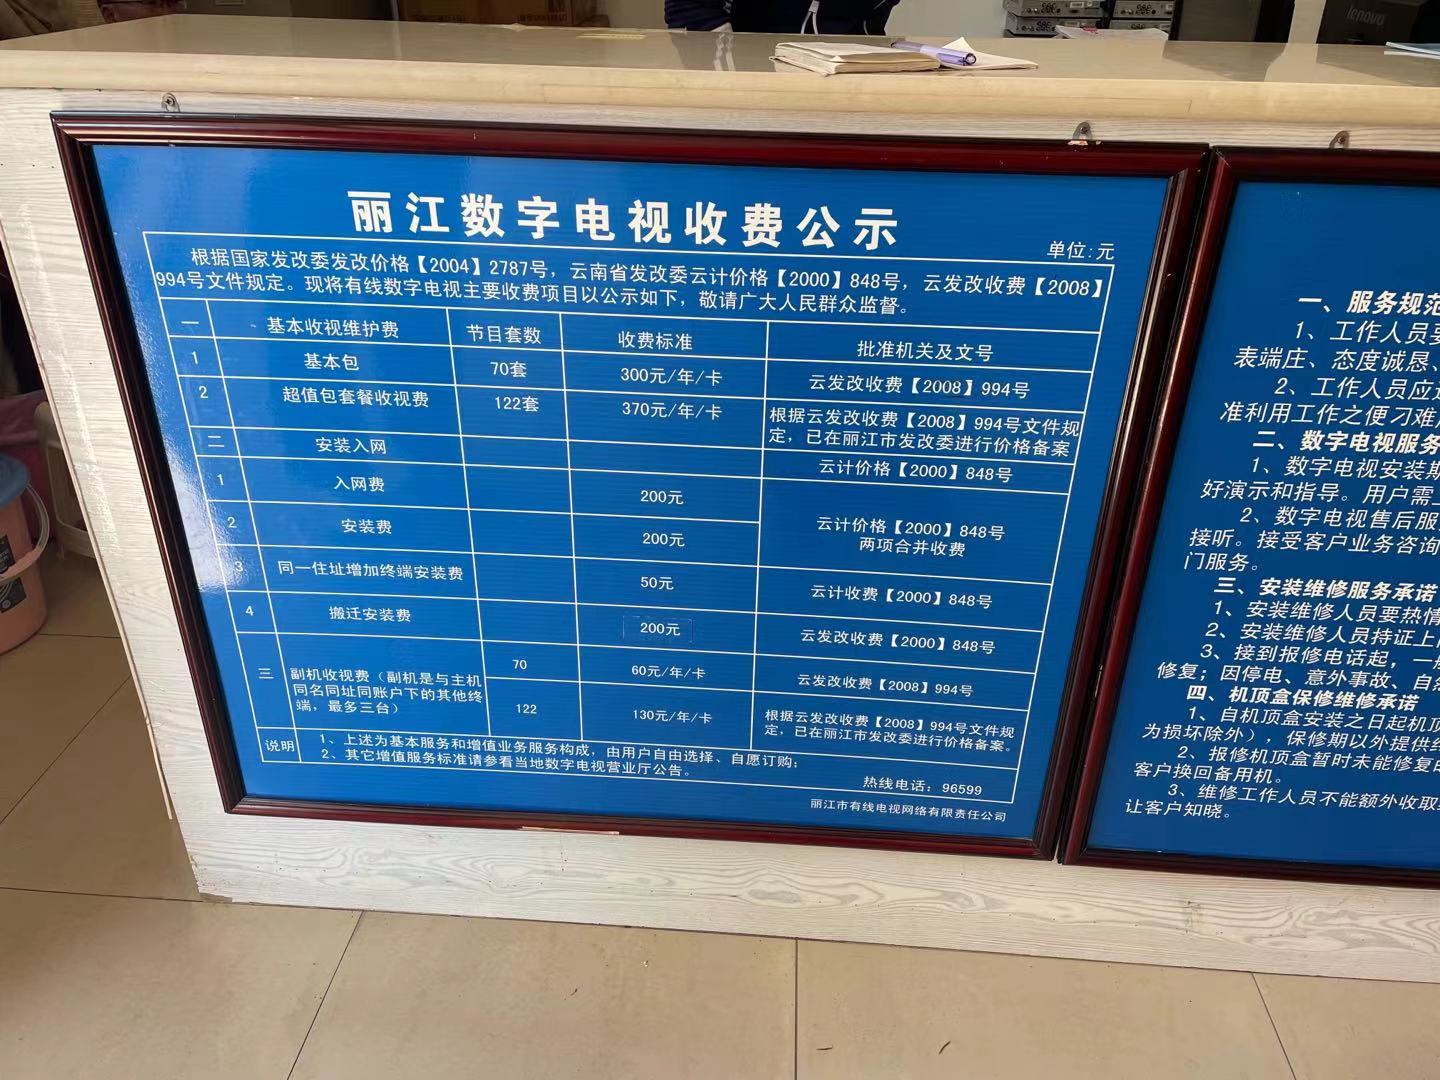 lenovo
丽江数字电视收费公示
单位:元
根据国家发改委发改价格【2004】2787号，云南省发改委云计价格【2000】848号，云发改收费【2008】
994号文件规定。现将有线数字电视主要收费项目以公示如下，敬请广大人民群众监督。
一 基本收视维护费 节目套数 收费标准 批准机关及文号
1 基本包 70套 300元/年/卡 云发改收费【2008】994号
2 超值包套餐收视费 122套 370元/年/卡 根据云发改收费【2008】994号文件规
定，已在丽江市发改委进行价格备案
二 安装入网 云计价格【2000】848号
1 入网费 200元
2 安装费 200元
云计价格【2000】848号
两项合并收费
3 同一住址增加终端安装费 50元 云计收费【2000】848号
4 搬迁安装费 200元 云发改收费【2000】848号
三 副机收视费（副机是与主机
同名同址同账户下的其他终
端，最多三台）
70 60元/年/卡 云发改收费【2008】994号
122 130元/年/卡 根据云发改收费【2008】994号文件规
定，已在丽江市发改委进行价格备案。
说明 1、上述为基本服务和增值业务服务构成，由用户自由选择、自愿订购；
2、其它增值服务标准请参看当地数字电视营业厅公告。
热线电话：96599
丽江市有线电视网络有限责任公司
一、服务规范
1、工作人员要
表端庄、态度诚恳、
2、工作人员应
准利用工作之便刁难
二、数字电视服务
1、数字电视安装
好演示和指导。用户需
2、数字电视售后服
接听。接受客户业务咨询
门服务。
三、安装维修服务承诺
1、安装维修人员要热情
2、安装维修人员持证上
3、接到报修电话起，一
修复；因停电、意外事故、自然
四、机顶盒保修维修承诺
1、自机顶盒安装之日起机顶
为损坏除外），保修期以外提供
2、报修机顶盒暂时未能修复
客户换回备用机。
3、维修工作人员不能额外收取
让客户知晓。